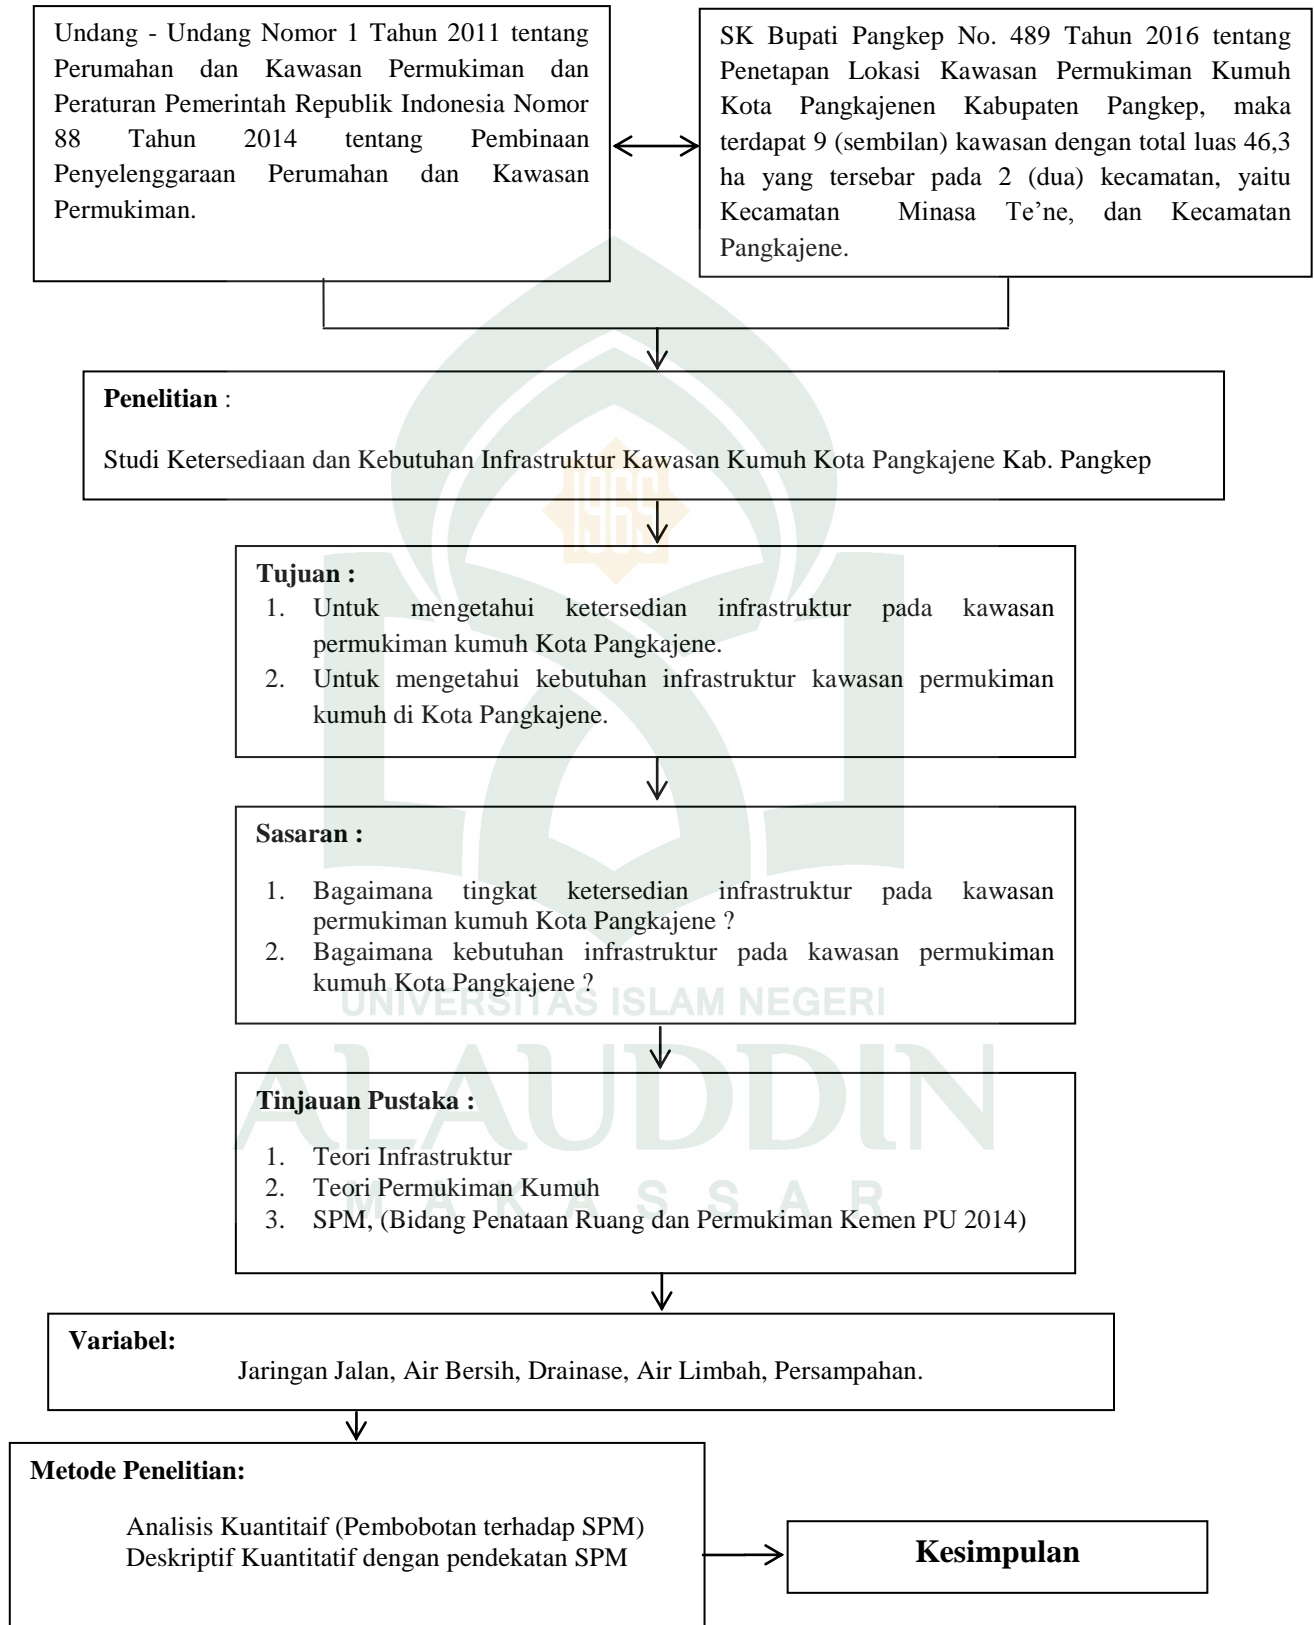 Undang - Undang Nomor 1 Tahun 2011 tentang
Perumahan dan Kawasan Permukiman dan
Peraturan Pemerintah Republik Indonesia Nomor
88 Tahun 2014 tentang Pembinaan
Penyelenggaraan Perumahan dan Kawasan
Permukiman.
SK Bupati Pangkep No. 489 Tahun 2016 tentang
Penetapan Lokasi Kawasan Permukiman Kumuh
Kota Pangkajenen Kabupaten Pangkep, maka
terdapat 9 (sembilan) kawasan dengan total luas 46,3
ha yang tersebar pada 2 (dua) kecamatan, yaitu
Kecamatan Minasa Te’ne, dan Kecamatan
Pangkajene.
Penelitian :
Studi Ketersediaan dan Kebutuhan Infrastruktur Kawasan Kumuh Kota Pangkajene Kab. Pangkep
1965
Tujuan :
1. Untuk mengetahui ketersedian infrastruktur pada kawasan
permukiman kumuh Kota Pangkajene.
2. Untuk mengetahui kebutuhan infrastruktur kawasan permukiman
kumuh di Kota Pangkajene.
Sasaran :
1. Bagaimana tingkat ketersedian infrastruktur pada kawasan
permukiman kumuh Kota Pangkajene ?
2. Bagaimana kebutuhan infrastruktur pada kawasan permukiman
kumuh Kota Pangkajene ?
UNIVERSITAS ISLAM NEGERI
ALAUDDIN
MAKASSAR
Tinjauan Pustaka :
1. Teori Infrastruktur
2. Teori Permukiman Kumuh
3. SPM, (Bidang Penataan Ruang dan Permukiman Kemen PU 2014)
Variabel:
Jaringan Jalan, Air Bersih, Drainase, Air Limbah, Persampahan.
Metode Penelitian:
Analisis Kuantitaif (Pembobotan terhadap SPM)
Deskriptif Kuantitatif dengan pendekatan SPM
Kesimpulan